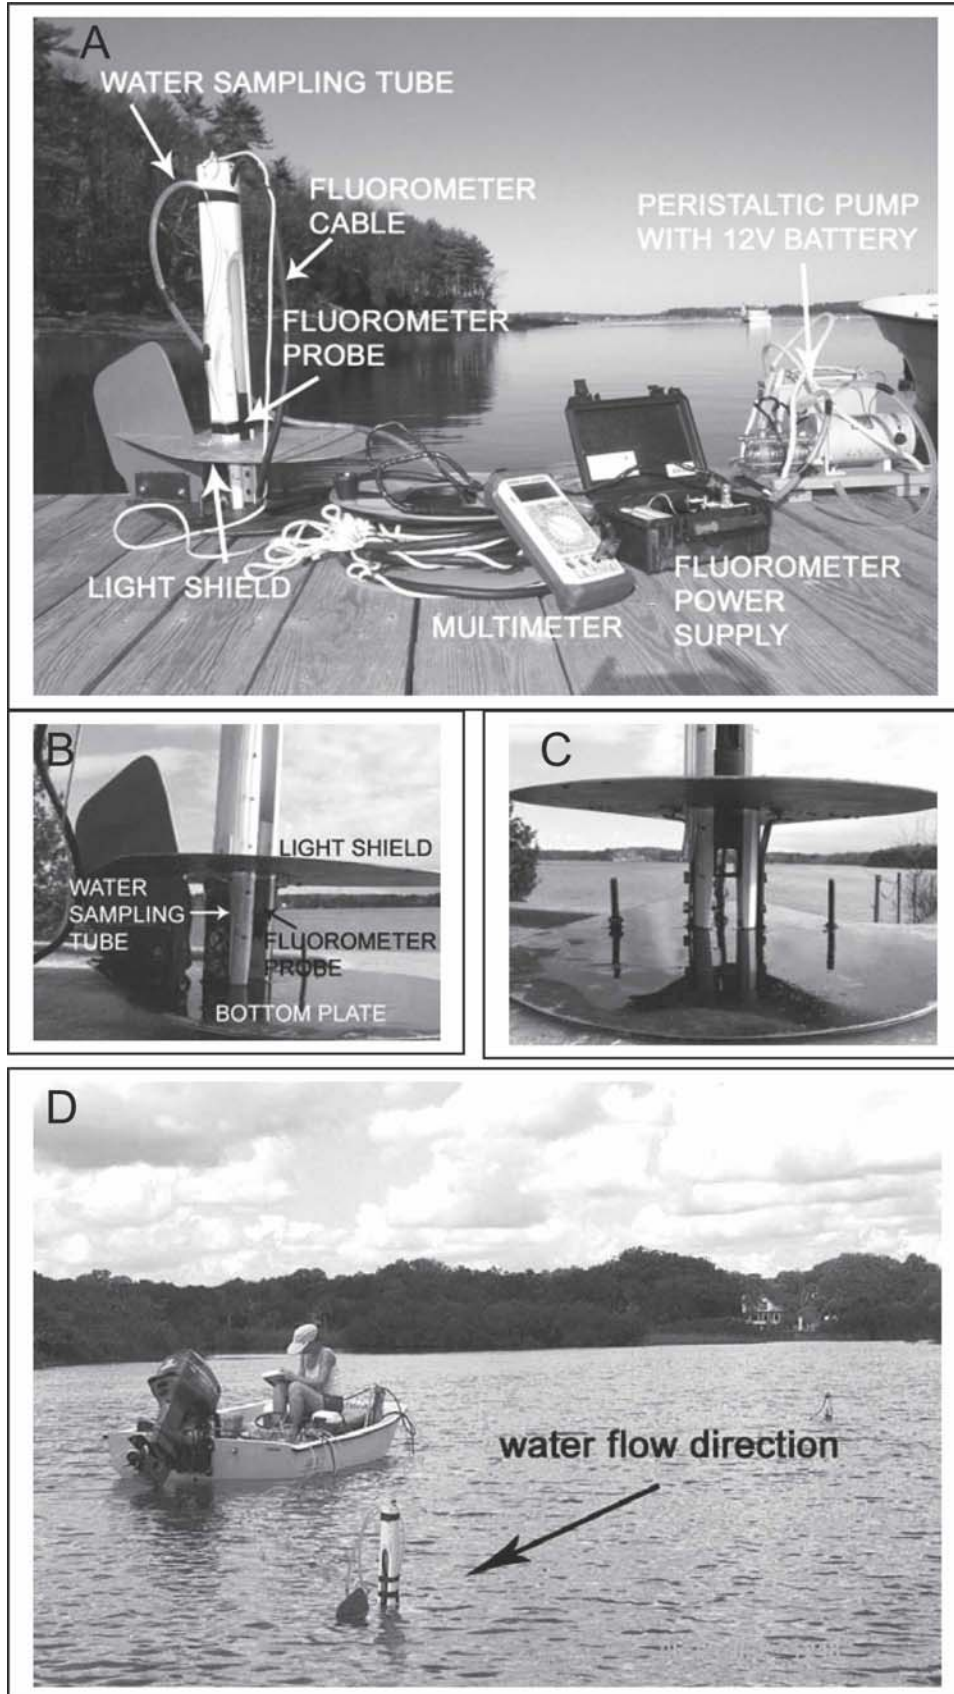 A
WATER SAMPLING TUBE
FLUOROMETER
CABLE
PERISTALTIC PUMP
WITH 12V BATTERY
FLUOROMETER
PROBE
LIGHT SHIELD
MULTIMETER
FLUOROMETER
POWER
SUPPLY
B
LIGHT SHIELD
WATER
SAMPLING
TUBE
FLUOROMETER
PROBE
BOTTOM PLATE
C
D
water flow direction